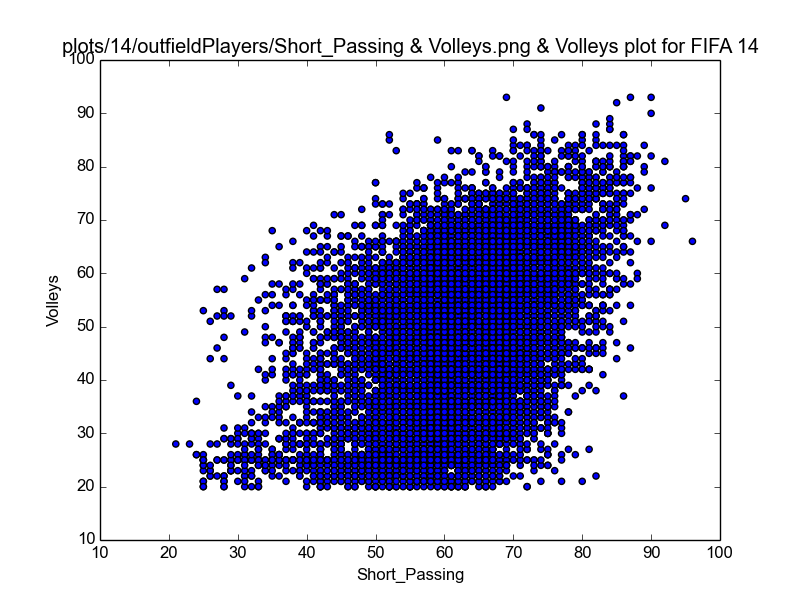 plots/14/outfieldPlayers/Short_Passing & Volleys.png & Volleys plot for FIFA 14
100
90
80
70
60
50
40
30
20
10
Volleys
10 20 30 40 50 60 70 80 90 100
Short_Passing